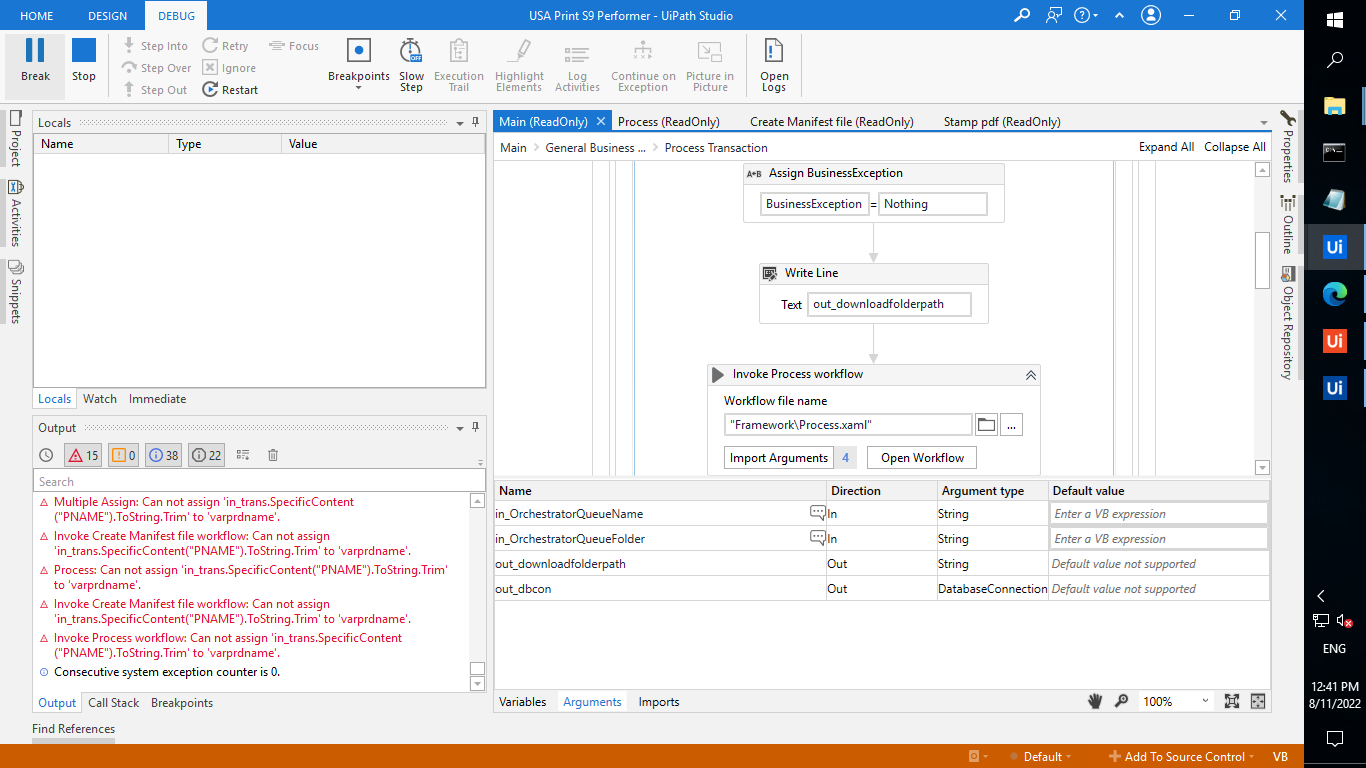 HOME DESIGN DEBUG USA Print S9 Performer - UiPath Studio
Break
Stop
Step Into
Step Over
Step Out
Retry
Ignore
Restart
Focus
Breakpoints
Slow
Step
Execution
Trail
Highlight
Elements
Log
Activities
Continue on
Exception
Picture in
Picture
Open
Logs
Project
Activities
Snippets
Locals
Name Type Value
Locals Watch Immediate
Output
15 0 38 22
Search
Multiple Assign: Can not assign 'in_trans.SpecificContent
("PNAME").ToString.Trim' to 'varprdname'.
Invoke Create Manifest file workflow: Can not assign
'in_trans.SpecificContent("PNAME").ToString.Trim' to 'varprdname'.
Process: Can not assign 'in_trans.SpecificContent("PNAME").ToString.Trim'
to 'varprdname'.
Invoke Create Manifest file workflow: Can not assign
'in_trans.SpecificContent("PNAME").ToString.Trim' to 'varprdname'.
Invoke Process workflow: Can not assign 'in_trans.SpecificContent
("PNAME").ToString.Trim' to 'varprdname'.
Consecutive system exception counter is 0.
Output Call Stack Breakpoints
Find References
Main (ReadOnly) Process (ReadOnly) Create Manifest file (ReadOnly) Stamp pdf (ReadOnly)
Main General Business ... Process Transaction Expand All Collapse All
A+B Assign BusinessException
BusinessException = Nothing
Write Line
Text out_downloadfolderpath
Invoke Process workflow
Workflow file name
"Framework\Process.xaml" ...
Import Arguments 4 Open Workflow
Name Direction Argument type Default value
in_OrchestratorQueueName In String Enter a VB expression
in_OrchestratorQueueFolder In String Enter a VB expression
out_downloadfolderpath Out String Default value not supported
out_dbcon Out DatabaseConnection Default value not supported
Variables Arguments Imports 100%
Properties
Outline
Object Repository
Default Add To Source Control VB
Ui
Ui
Ui
ENG
12:41 PM
8/11/2022